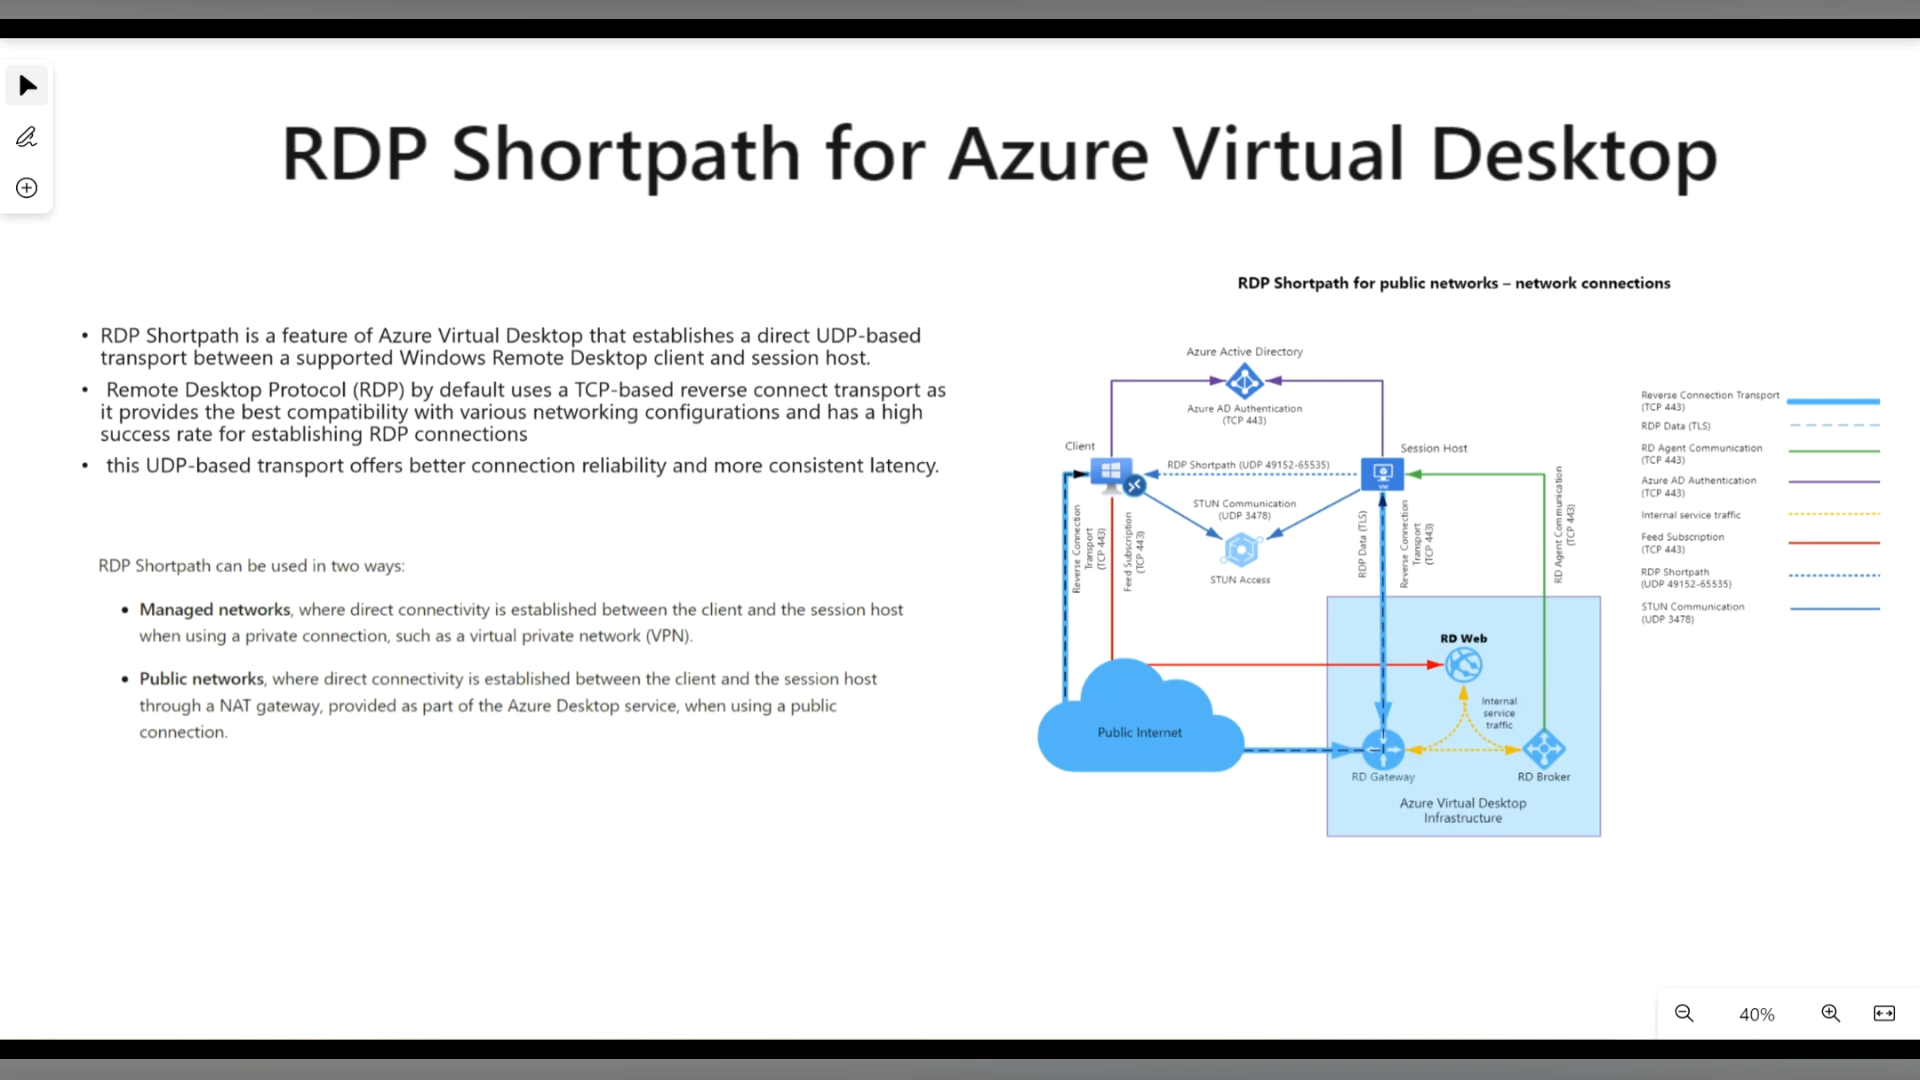 RDP Shortpath for Azure Virtual Desktop
• RDP Shortpath is a feature of Azure Virtual Desktop that establishes a direct UDP-based
transport between a supported Windows Remote Desktop client and session host.
• Remote Desktop Protocol (RDP) by default uses a TCP-based reverse connect transport as
it provides the best compatibility with various networking configurations and has a high
success rate for establishing RDP connections
• this UDP-based transport offers better connection reliability and more consistent latency.
RDP Shortpath can be used in two ways:
• Managed networks, where direct connectivity is established between the client and the session host
when using a private connection, such as a virtual private network (VPN).
• Public networks, where direct connectivity is established between the client and the session host
through a NAT gateway, provided as part of the Azure Desktop service, when using a public
connection.
RDP Shortpath for public networks – network connections
Azure Active Directory
Azure AD Authentication
(TCP 443)
Client
Session Host
RDP Shortpath (UDP 49152-65535)
STUN Communication
(UDP 3478)
STUN Access
VM
Reverse Connection
Transport
(TCP 443)
Feed Subscription
(TCP 443)
RDP Data (TLS)
Reverse Connection
Transport
(TCP 443)
RD Agent Communication
(TCP 443)
RD Web
Internal
service
traffic
Public Internet
RD Gateway
RD Broker
Azure Virtual Desktop
Infrastructure
Reverse Connection Transport
(TCP 443)
RDP Data (TLS)
RD Agent Communication
(TCP 443)
Azure AD Authentication
(TCP 443)
Internal service traffic
Feed Subscription
(TCP 443)
RDP Shortpath
(UDP 49152-65535)
STUN Communication
(UDP 3478)
40%